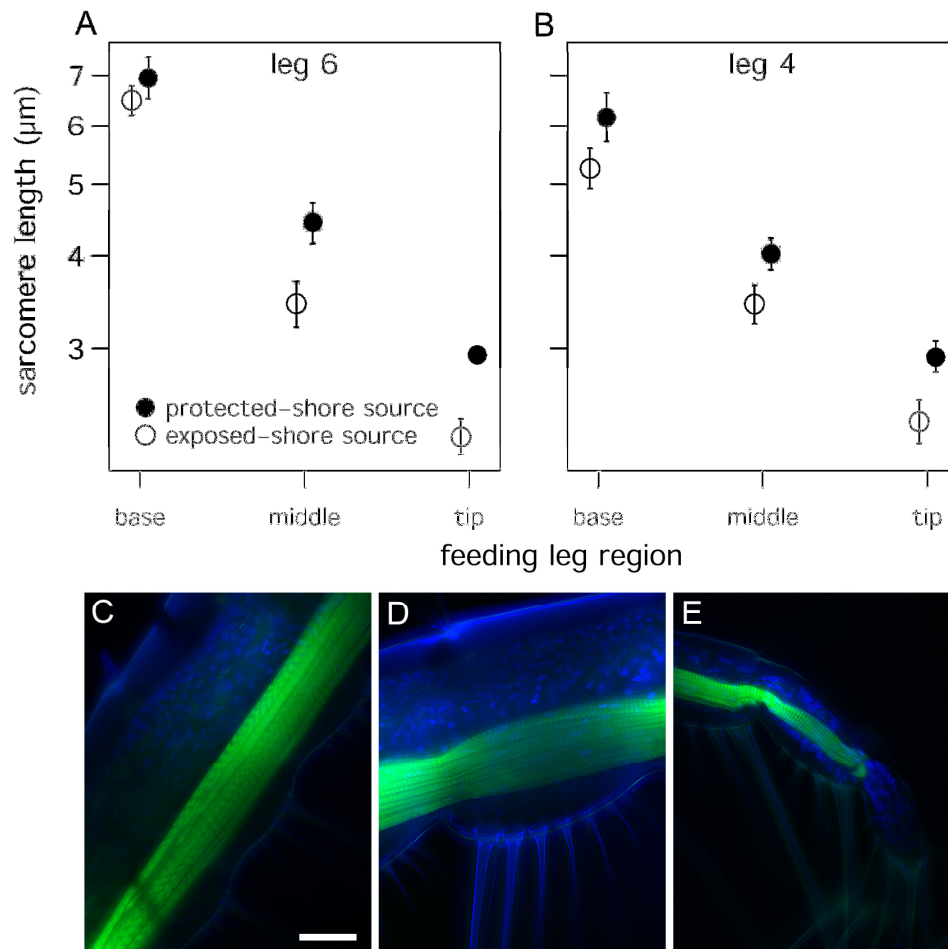 A
B
leg 6
leg 4
sarcomere length (μm)
7
6
5
4
3
protected–shore source
exposed–shore source
base
middle
tip
base
middle
tip
feeding leg region
C
D
E